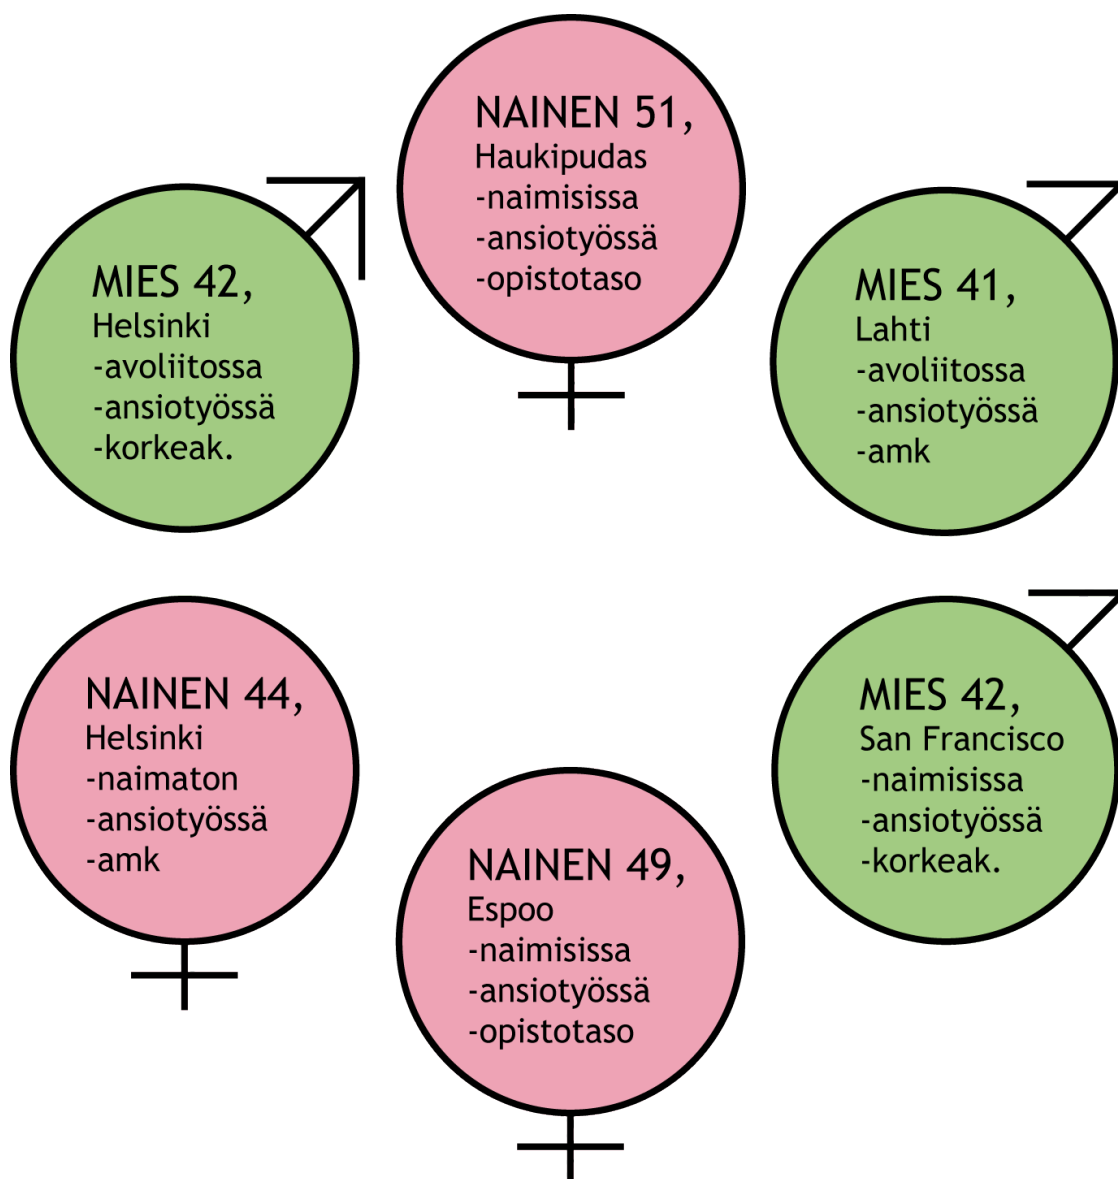 NAINEN 51,
Haukipudas
-naimisissa
-ansiotyössä
-opistotaso
MIES 42,
Helsinki
-avoliitossa
-ansiotyössä
-korkeak.
MIES 41,
Lahti
-avoliitossa
-ansiotyössä
-amk
NAINEN 44,
Helsinki
-naimaton
-ansiotyössä
-amk
MIES 42,
San Francisco
-naimisissa
-ansiotyössä
-korkeak.
NAINEN 49,
Espoo
-naimisissa
-ansiotyössä
-opistotaso